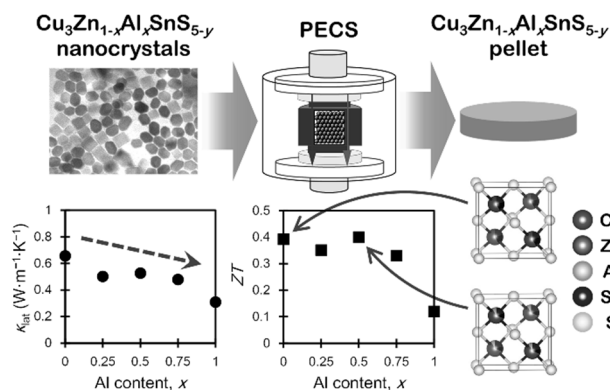 Cu₃Zn₁₋ₓAlₓSnS₅₋ᵧ
nanocrystals
PECS
Cu₃Zn₁₋ₓAlₓSnS₅₋ᵧ
pellet
κlat (W·m⁻¹·K⁻¹)
1
0.8
0.6
0.4
0.2
0
0 0.25 0.5 0.75 1
Al content, x
ZT
0.5
0.4
0.3
0.2
0.1
0
0 0.25 0.5 0.75 1
Al content, x
C
Z
A
S
S